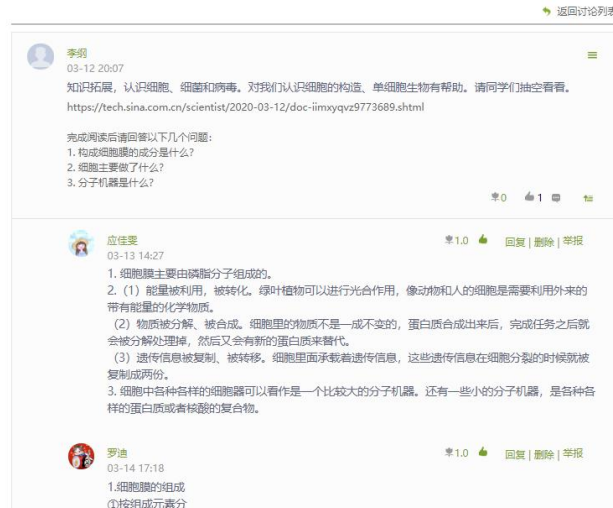 返回讨论列表
李纲
03-12 20:07
知识拓展，认识细胞、细菌和病毒。对我们认识细胞的构造、单细胞生物有帮助。请同学们抽空看看。
https://tech.sina.com.cn/scientist/2020-03-12/doc-iimxyqvz9773689.shtml
完成阅读后请回答以下几个问题：
1. 构成细胞膜的成分是什么？
2. 细胞主要做了什么？
3. 分子机器是什么？
0 1
应佳雯 1.0 回复 | 删除 | 举报
03-13 14:27
1. 细胞膜主要由磷脂分子组成的。
2.（1）能量被利用，被转化。绿叶植物可以进行光合作用，像动物和人的细胞是需要利用外来的
带有能量的化学物质。
（2）物质被分解、被合成。细胞里的物质不是一成不变的，蛋白质合成出来后，完成任务之后就
会被分解处理掉，然后又会有新的蛋白质来替代。
（3）遗传信息被复制、被转移。细胞里面承载着遗传信息，这些遗传信息在细胞分裂的时候就被
复制成两份。
3. 细胞中各种各样的细胞器可以看作是一个比较大的分子机器。还有一些小的分子机器，是各种各
样的蛋白质或者核酸的复合物。
罗迪 1.0 回复 | 删除 | 举报
03-14 17:18
1.细胞膜的组成
①按组成元素分